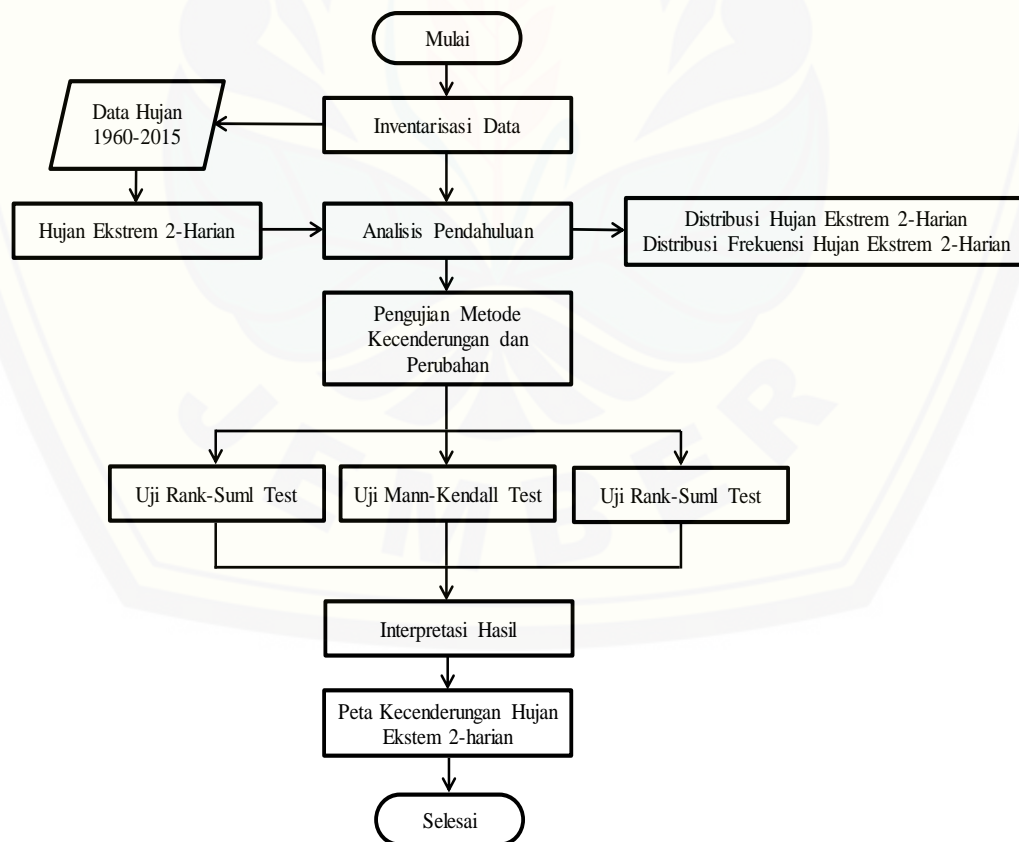 Mulai
Data Hujan
1960-2015
Inventarisasi Data
Hujan Ekstrem 2-Harian
Analisis Pendahuluan
Distribusi Hujan Ekstrem 2-Harian
Distribusi Frekuensi Hujan Ekstrem 2-Harian
Pengujian Metode
Kecenderungan dan
Perubahan
Uji Rank-Suml Test
Uji Mann-Kendall Test
Uji Rank-Suml Test
Interpretasi Hasil
Peta Kecenderungan Hujan
Ekstem 2-harian
Selesai
JEMBER